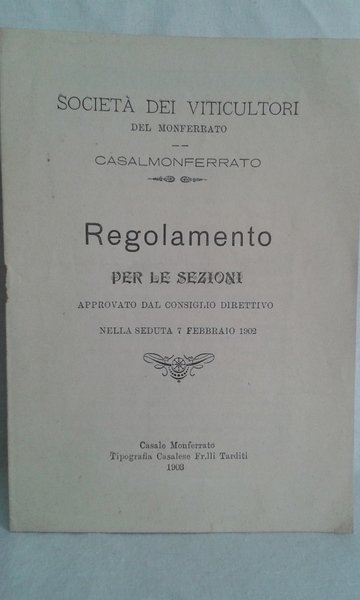 SOCIETÀ DEI VITICULTORI
DEL MONFERRATO
CASALMONFERRATO
Regolamento
PER LE SEZIONI
APPROVATO DAL CONSIGLIO DIRETTIVO
NELLA SEDUTA 7 FEBBRAIO 1902
Casale Monferrato
Tipografia Casalese Fr.lli Tarditi
1903